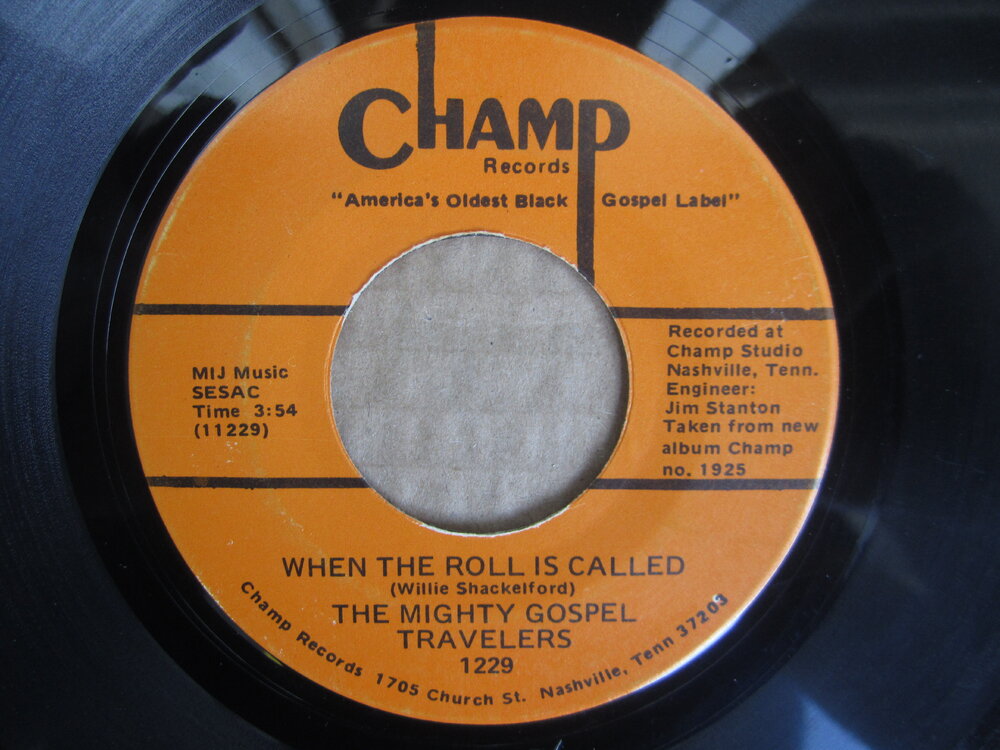 CHAMP
Records
"America's Oldest Black Gospel Label"
MIJ Music
SESAC
Time 3:54
(11229)
Recorded at
Champ Studio
Nashville, Tenn.
Engineer:
Jim Stanton
Taken from new
album Champ
no. 1925
WHEN THE ROLL IS CALLED
(Willie Shackelford)
THE MIGHTY GOSPEL
TRAVELERS
1229
Champ Records 1705 Church St. Nashville, Tenn 37203